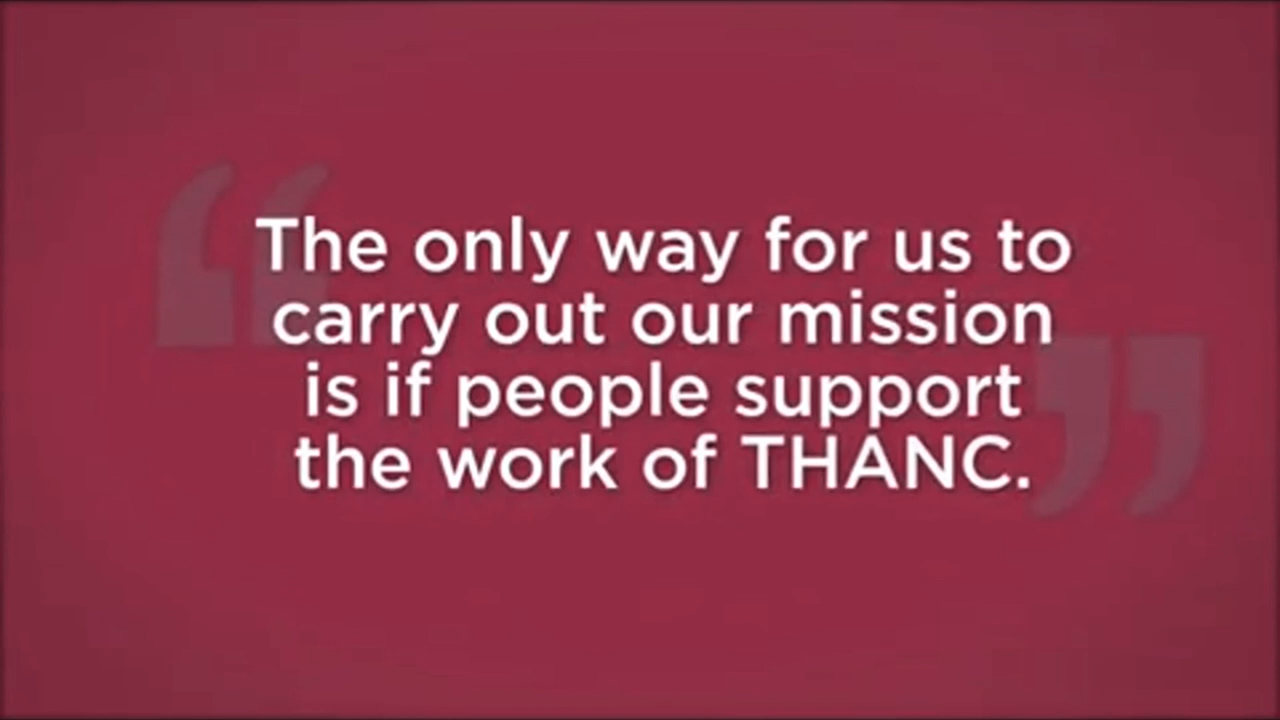 The only way for us to
carry out our mission
is if people support
the work of THANC.